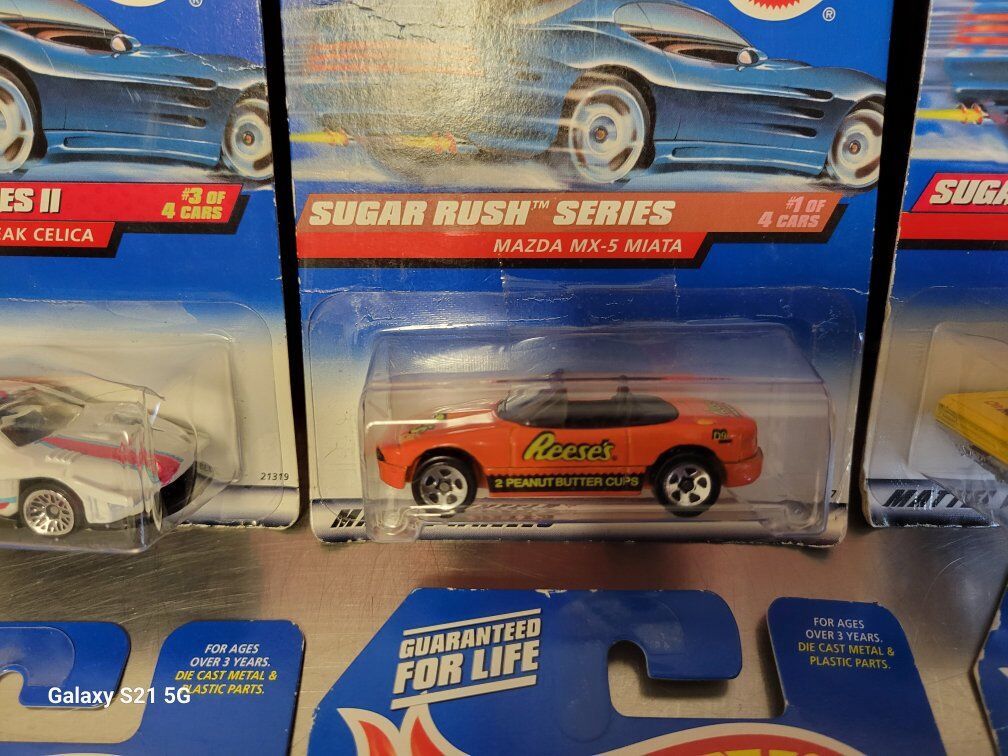 ®
®
ES II
#3 OF
4 CARS
EAK CELICA
21319
SUGAR RUSH™ SERIES
#1 OF
4 CARS
MAZDA MX-5 MIATA
Reese's
2 PEANUT BUTTER CUPS
7
SUGA
MATT
FOR AGES
OVER 3 YEARS.
DIE CAST METAL &
PLASTIC PARTS.
GUARANTEED
FOR LIFE
FOR AGES
OVER 3 YEARS.
DIE CAST METAL &
PLASTIC PARTS.
Galaxy S21 5G